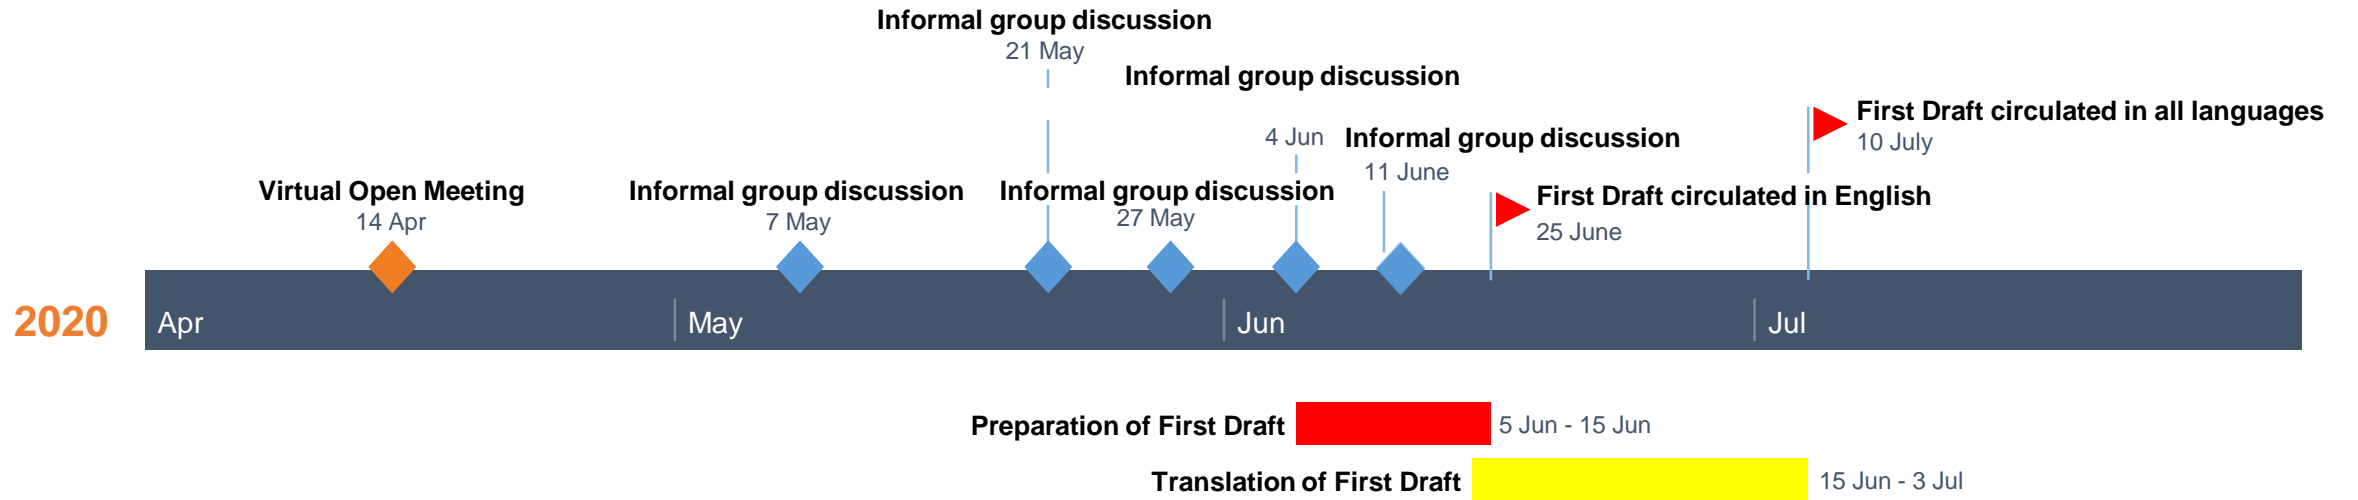 Informal group discussion
21 May
Informal group discussion
4 Jun
Informal group discussion
11 June
First Draft circulated in all languages
10 July
Virtual Open Meeting
14 Apr
Informal group discussion
7 May
Informal group discussion
27 May
First Draft circulated in English
25 June
2020
Apr
May
Jun
Jul
Preparation of First Draft
5 Jun - 15 Jun
Translation of First Draft
15 Jun - 3 Jul